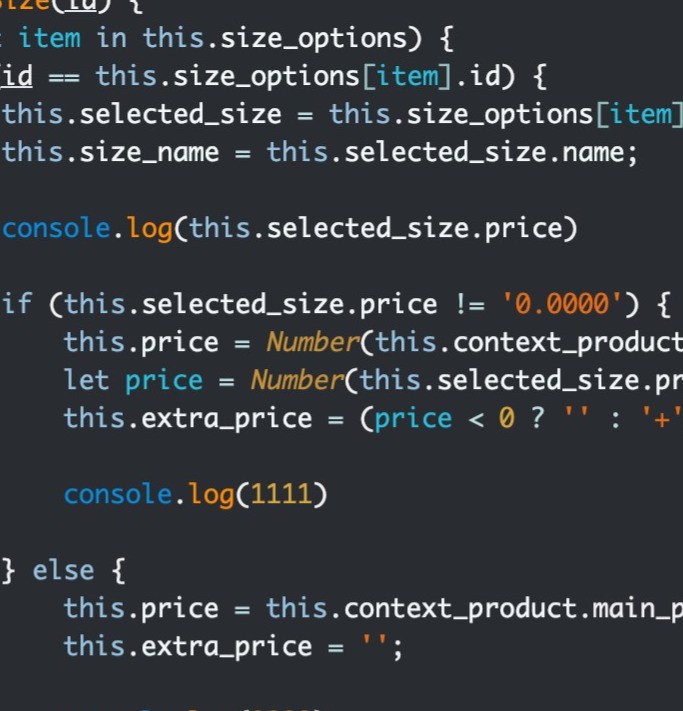 size(id) {
item in this.size_options) {
id == this.size_options[item].id) {
this.selected_size = this.size_options[item]
this.size_name = this.selected_size.name;
console.log(this.selected_size.price)
if (this.selected_size.price != '0.0000') {
this.price = Number(this.context_product
let price = Number(this.selected_size.pr
this.extra_price = (price < 0 ? '' : '+'
console.log(1111)
} else {
this.price = this.context_product.main_p
this.extra_price = '';